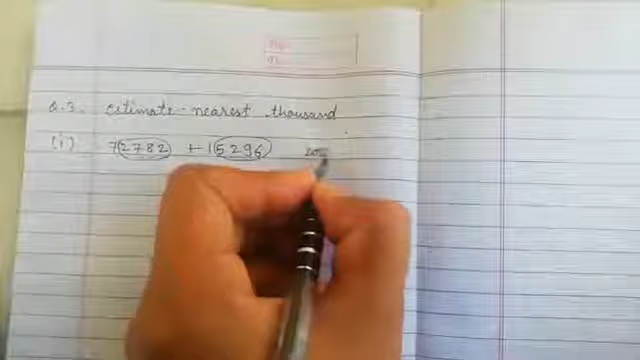 Q.3. estimate nearest thousand
(i) 72782 + 15296